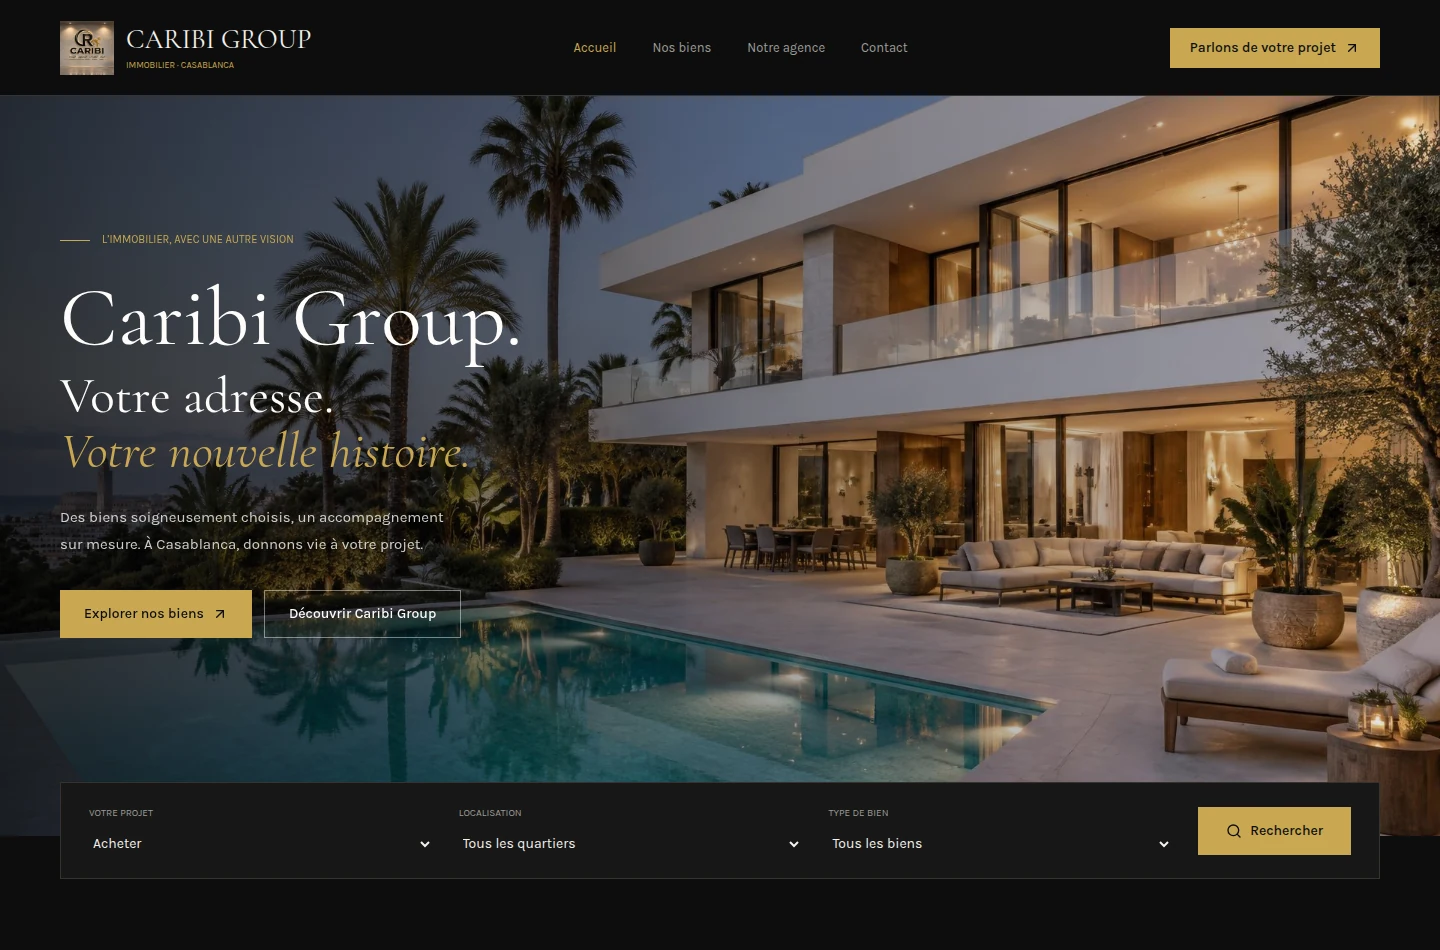 CARIBI
CARIBI GROUP
IMMOBILIER · CASABLANCA
Accueil
Nos biens
Notre agence
Contact
Parlons de votre projet
L'IMMOBILIER, AVEC UNE AUTRE VISION
Caribi Group.
Votre adresse.
Votre nouvelle histoire.
Des biens soigneusement choisis, un accompagnement
sur mesure. À Casablanca, donnons vie à votre projet.
Explorer nos biens
Découvrir Caribi Group
VOTRE PROJET
LOCALISATION
TYPE DE BIEN
Acheter
Tous les quartiers
Tous les biens
Rechercher